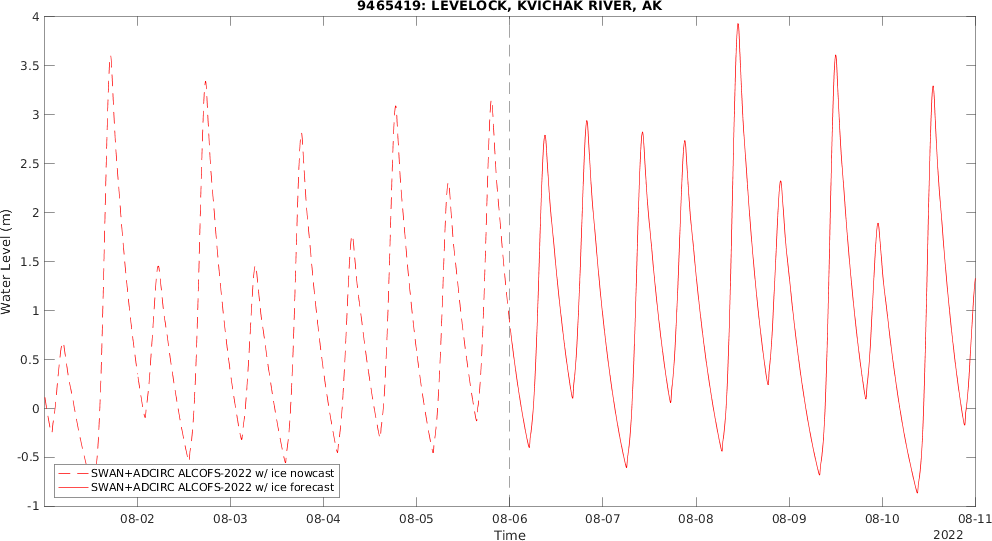 9465419: LEVELOCK, KVICHAK RIVER, AK
4
3.5
3
2.5
2
1.5
1
0.5
0
-0.5
-1
Water Level (m)
SWAN+ADCIRC ALCOFS-2022 w/ ice nowcast
SWAN+ADCIRC ALCOFS-2022 w/ ice forecast
08-02 08-03 08-04 08-05 08-06 08-07 08-08 08-09 08-10 08-11
Time
2022